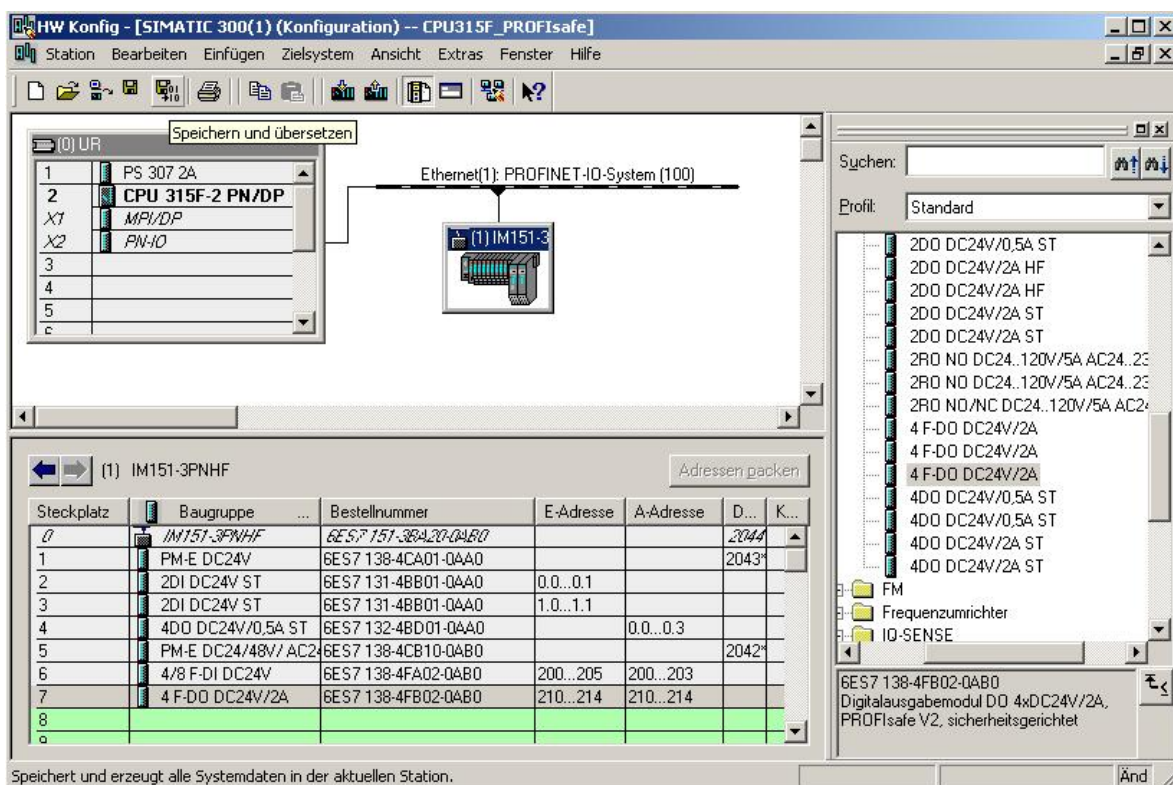 HW Konfig - [SIMATIC 300(1) (Konfiguration) -- CPU315F_PROFIsafe]
Station Bearbeiten Einfügen Zielsystem Ansicht Extras Fenster Hilfe
Speichern und übersetzen
(0) UR
1 PS 307 2A
2 CPU 315F-2 PN/DP
X1 MPI/DP
X2 PN-IO
3
4
5
Ethernet(1): PROFINET-IO-System (100)
(1) IM151-3
Suchen:
Profil: Standard
2DO DC24V/0,5A ST
2DO DC24V/2A HF
2DO DC24V/2A HF
2DO DC24V/2A ST
2DO DC24V/2A ST
2RO NO DC24..120V/5A AC24..23
2RO NO DC24..120V/5A AC24..23
2RO NO/NC DC24..120V/5A AC24
4 F-DO DC24V/2A
4 F-DO DC24V/2A
4 F-DO DC24V/2A
4DO DC24V/0,5A ST
4DO DC24V/0,5A ST
4DO DC24V/2A ST
4DO DC24V/2A ST
FM
Frequenzumrichter
IQ-SENSE
(1) IM151-3PNHF
Adressen packen
Steckplatz Baugruppe ... Bestellnummer E-Adresse A-Adresse D... K...
0 IM151-3PNHF 6ES7 151-3BA20-0AB0 2044
1 PM-E DC24V 6ES7 138-4CA01-0AA0 2043*
2 2DI DC24V ST 6ES7 131-4BB01-0AA0 0.0...0.1
3 2DI DC24V ST 6ES7 131-4BB01-0AA0 1.0...1.1
4 4DO DC24V/0,5A ST 6ES7 132-4BD01-0AA0 0.0...0.3
5 PM-E DC24/48V/ AC24 6ES7 138-4CB10-0AB0 2042*
6 4/8 F-DI DC24V 6ES7 138-4FA02-0AB0 200...205 200...203
7 4 F-DO DC24V/2A 6ES7 138-4FB02-0AB0 210...214 210...214
8
6ES7 138-4FB02-0AB0
Digitalausgabemodul DO 4xDC24V/2A,
PROFIsafe V2, sicherheitsgerichtet
Speichert und erzeugt alle Systemdaten in der aktuellen Station.
Änd